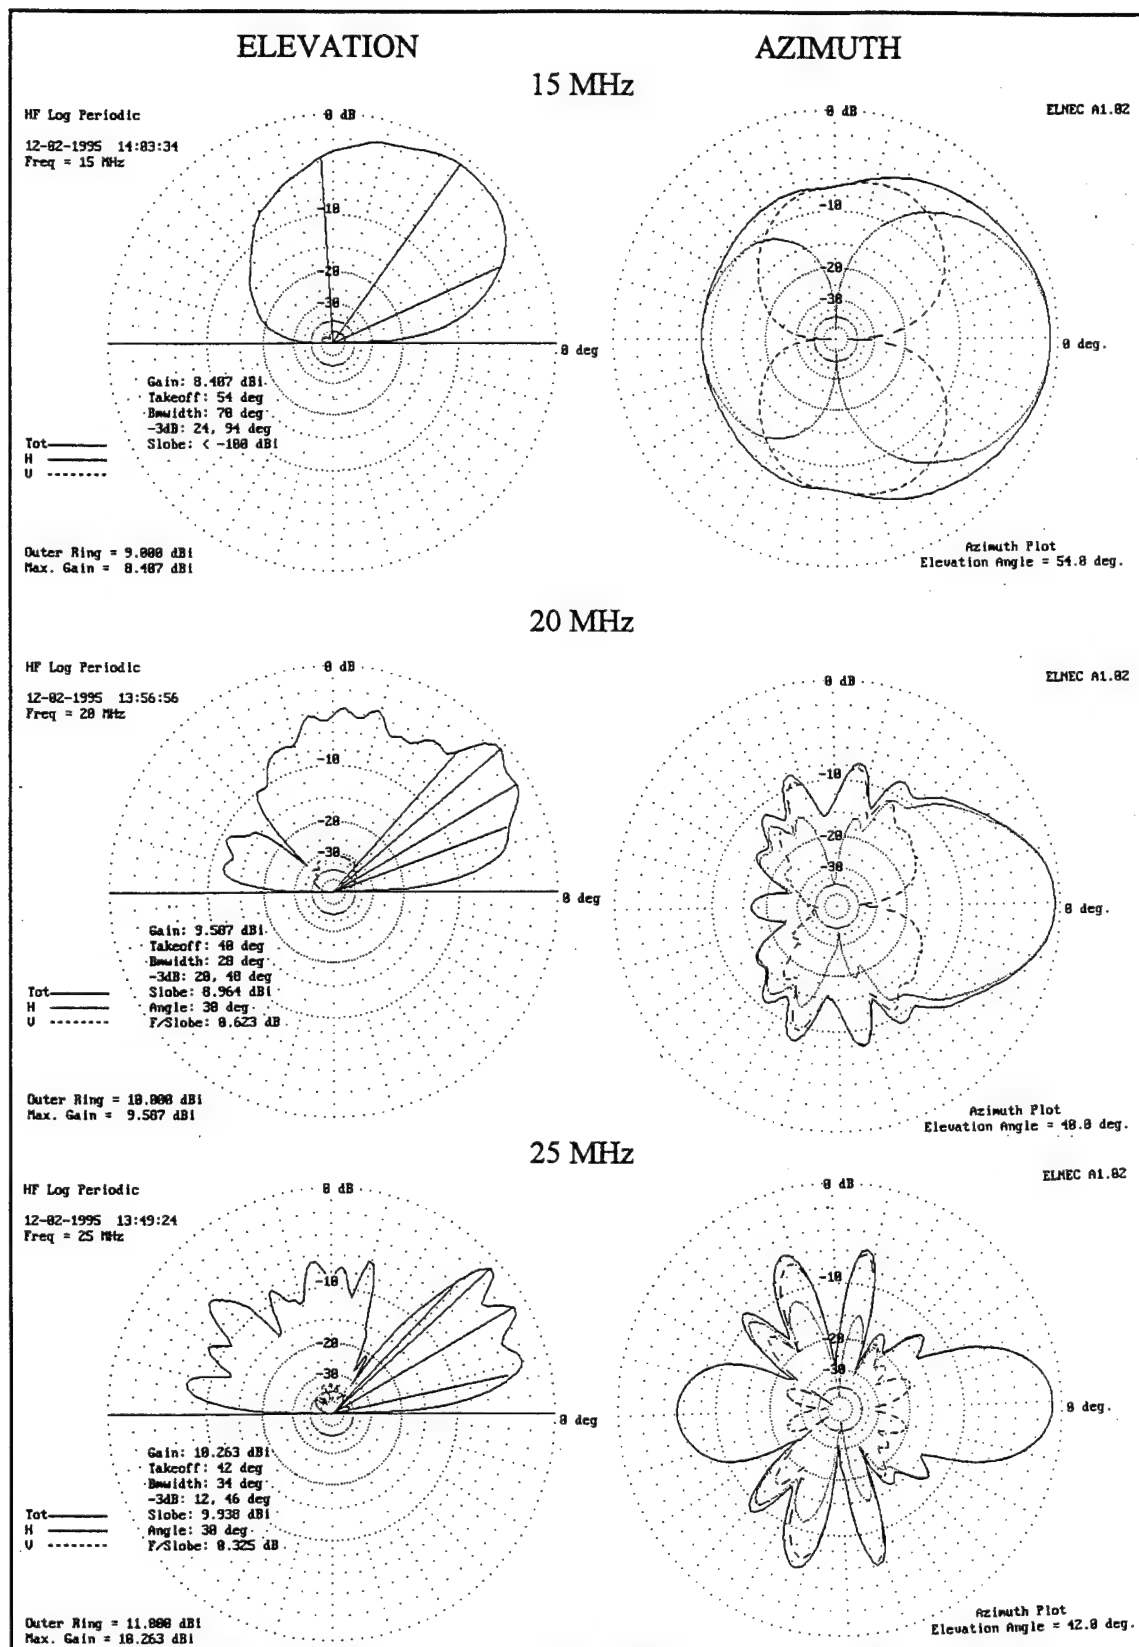 ELEVATION AZIMUTH
15 MHz
HF Log Periodic
12-02-1995 14:03:34
Freq = 15 MHz
0 dB
-10
-20
-30
0 deg
Gain: 8.407 dBi
Takeoff: 54 deg
Bmwidth: 70 deg
-3dB: 24, 94 deg
Slobe: < -100 dBi
Tot
H
V
Outer Ring = 9.000 dBi
Max. Gain = 8.407 dBi
ELNEC A1.02
0 dB
-10
-20
-30
0 deg.
Azimuth Plot
Elevation Angle = 54.0 deg.
20 MHz
HF Log Periodic
12-02-1995 13:56:56
Freq = 20 MHz
0 dB
-10
-20
-30
0 deg
Gain: 9.587 dBi
Takeoff: 40 deg
Bmwidth: 28 deg
-3dB: 20, 48 deg
Slobe: 8.964 dBi
Angle: 30 deg
F/Slobe: 0.623 dB
Tot
H
V
Outer Ring = 10.000 dBi
Max. Gain = 9.587 dBi
ELNEC A1.02
0 dB
-10
-20
-30
0 deg.
Azimuth Plot
Elevation Angle = 40.0 deg.
25 MHz
HF Log Periodic
12-02-1995 13:49:24
Freq = 25 MHz
0 dB
-10
-20
-30
0 deg
Gain: 10.263 dBi
Takeoff: 42 deg
Bmwidth: 34 deg
-3dB: 12, 46 deg
Slobe: 9.938 dBi
Angle: 30 deg
F/Slobe: 0.325 dB
Tot
H
V
Outer Ring = 11.000 dBi
Max. Gain = 10.263 dBi
ELNEC A1.02
0 dB
-10
-20
-30
0 deg.
Azimuth Plot
Elevation Angle = 42.0 deg.